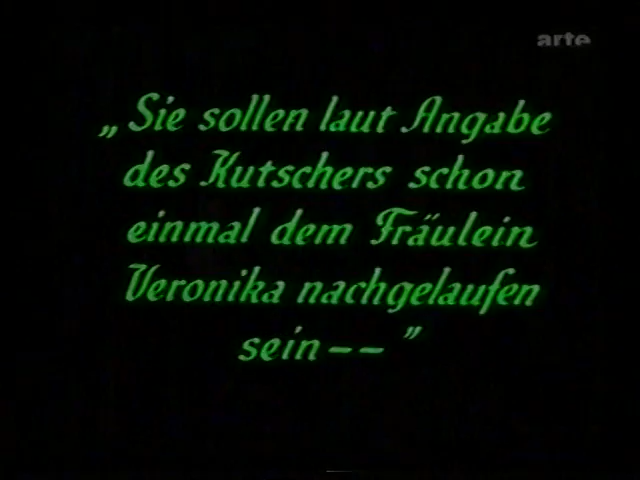 arte
„Sie sollen laut Angabe
des Kutschers schon
einmal dem Fräulein
Veronika nachgelaufen
sein — — ”